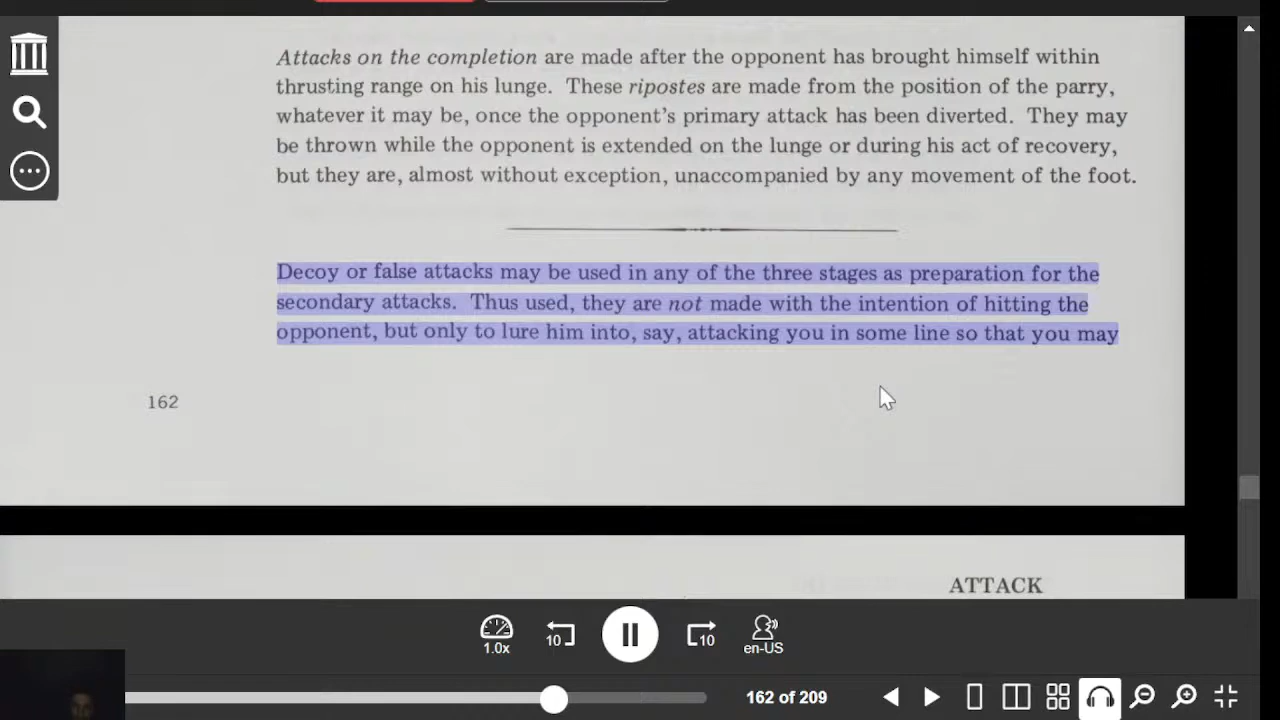 Attacks on the completion are made after the opponent has brought himself within
thrusting range on his lunge. These ripostes are made from the position of the parry,
whatever it may be, once the opponent's primary attack has been diverted. They may
be thrown while the opponent is extended on the lunge or during his act of recovery,
but they are, almost without exception, unaccompanied by any movement of the foot.
Decoy or false attacks may be used in any of the three stages as preparation for the
secondary attacks. Thus used, they are not made with the intention of hitting the
opponent, but only to lure him into, say, attacking you in some line so that you may
162
ATTACK
10
10
1.0x
en-US
162 of 209